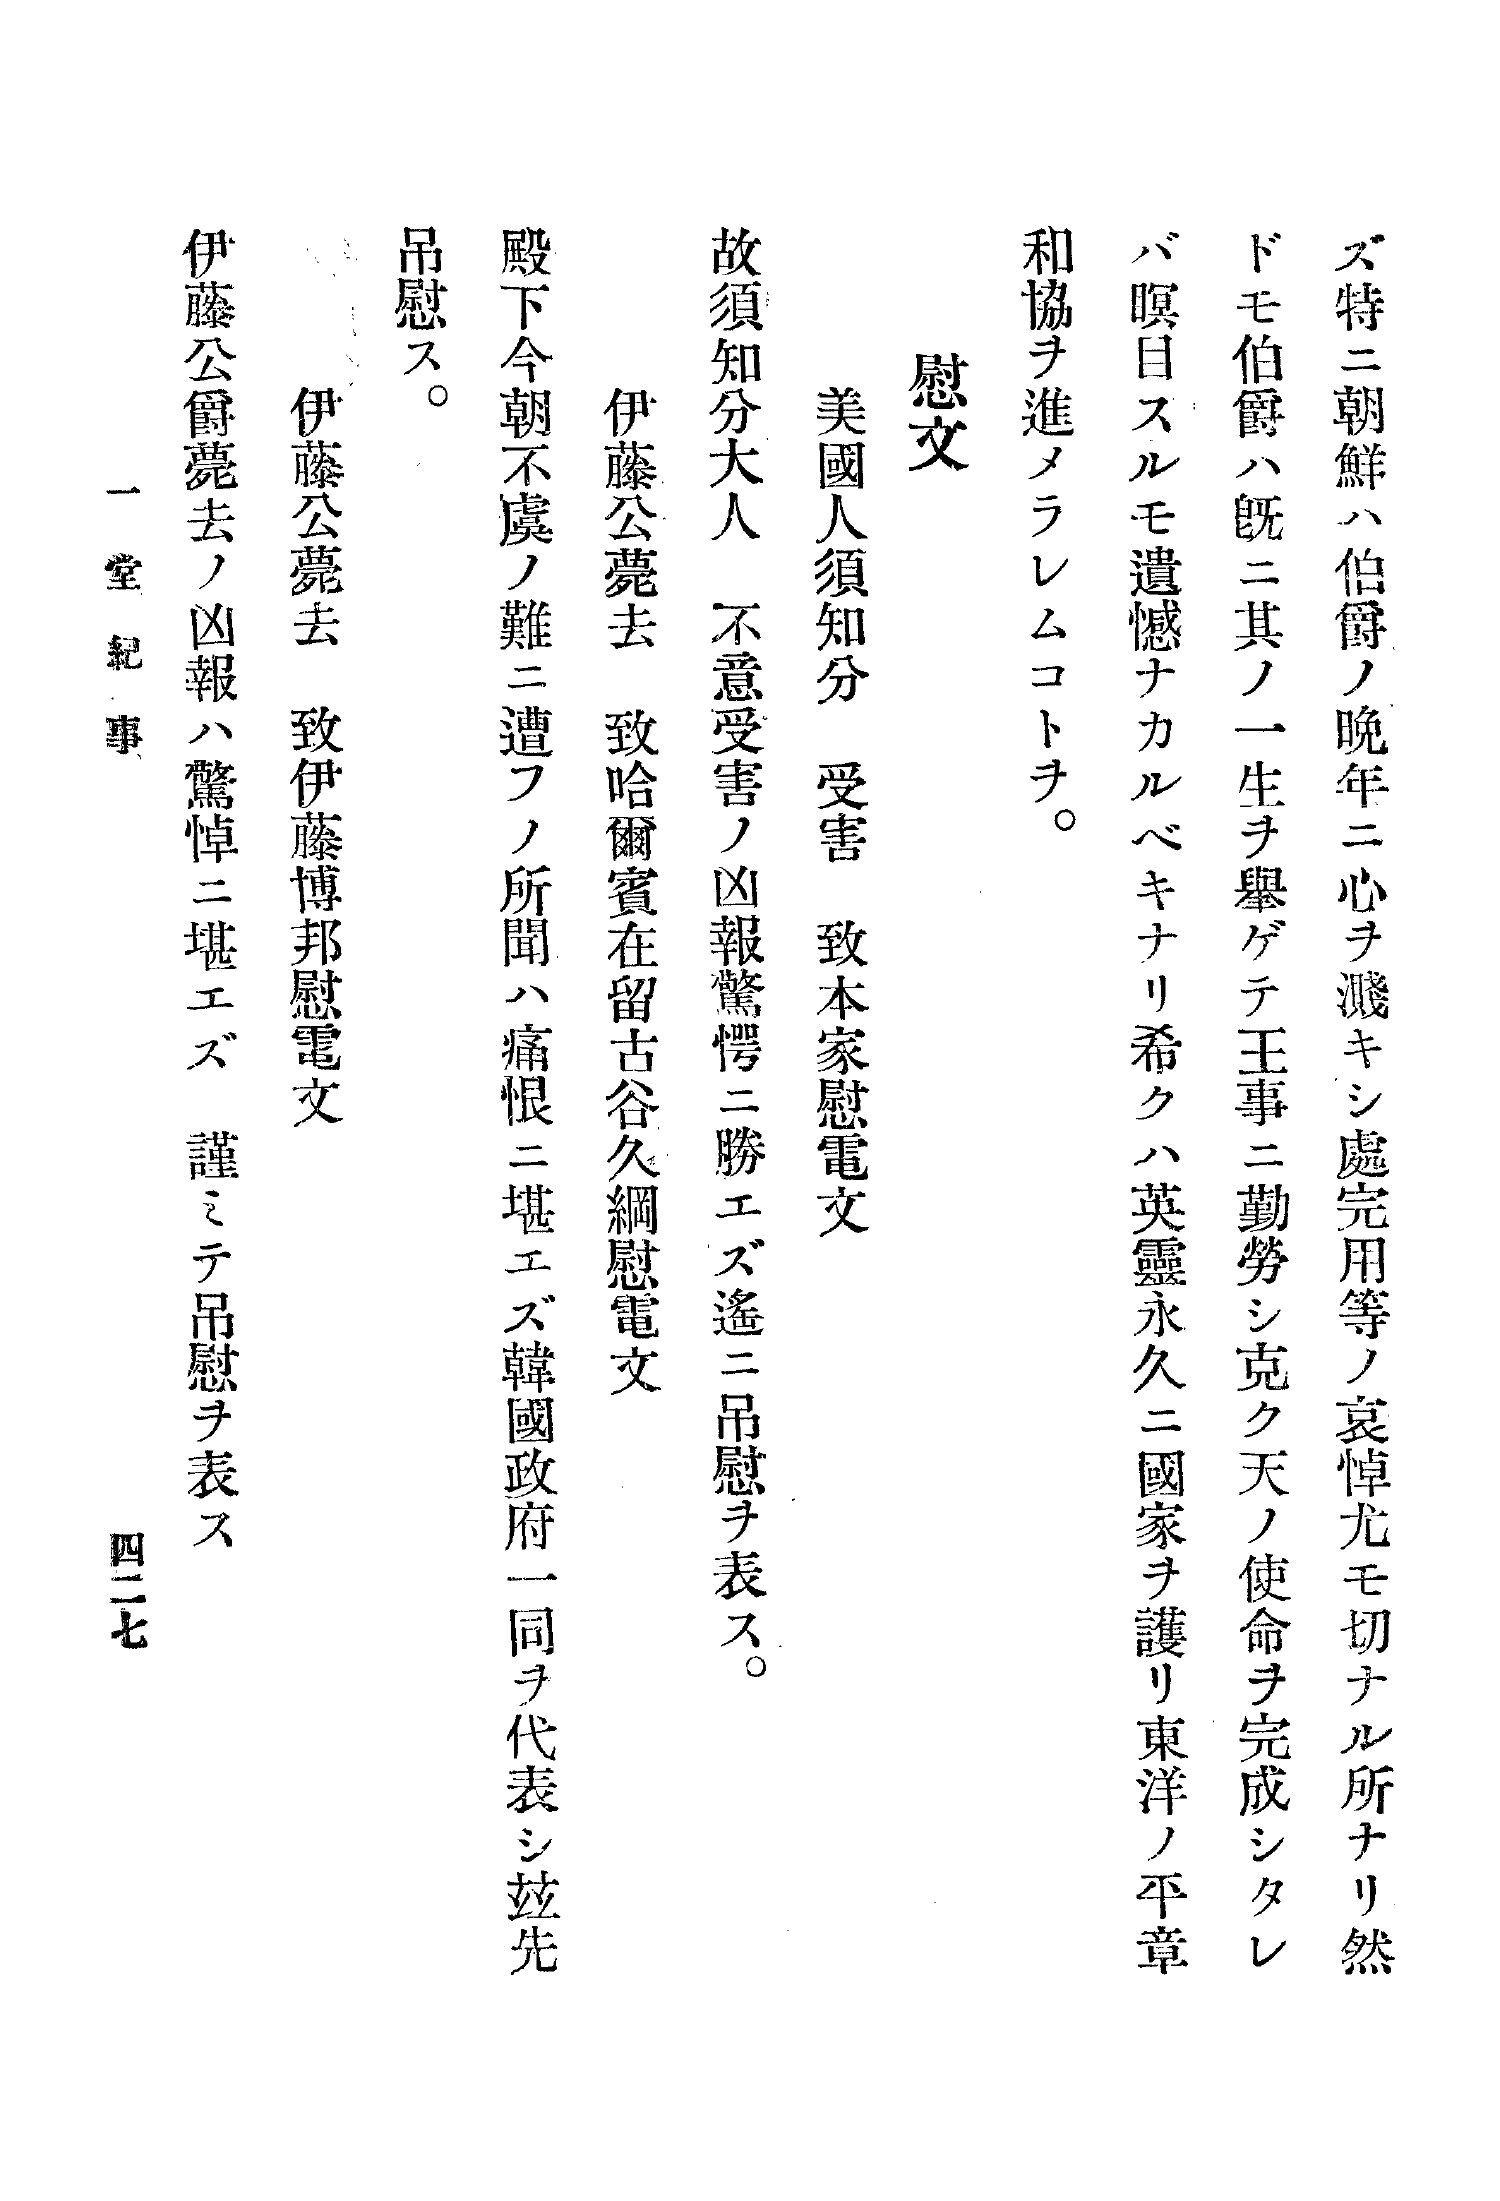 ズ特ニ朝鮮ハ伯爵ノ晩年ニ心ヲ濺キシ處完用等ノ哀悼尤モ切ナル所ナリ然
ドモ伯爵ハ旣ニ其ノ一生ヲ擧ゲテ王事ニ勤勞シ克ク天ノ使命ヲ完成シタレ
バ瞑目スルモ遺憾ナカルベキナリ希クハ英靈永久ニ國家ヲ護リ東洋ノ平章
和協ヲ進メラレムコトヲ。
慰文
美國人須知分　受害　致本家慰電文
故須知分大人　不意受害ノ凶報驚愕ニ勝エズ遙ニ吊慰ヲ表ス。
伊藤公薨去　致哈爾賓在留古谷久綱慰電文
殿下今朝不虞ノ難ニ遭フノ所聞ハ痛恨ニ堪エズ韓國政府一同ヲ代表シ玆先
吊慰ス。
伊藤公薨去　致伊藤博邦慰電文
伊藤公爵薨去ノ凶報ハ驚悼ニ堪エズ　謹ミテ吊慰ヲ表ス
一堂紀事　四二七